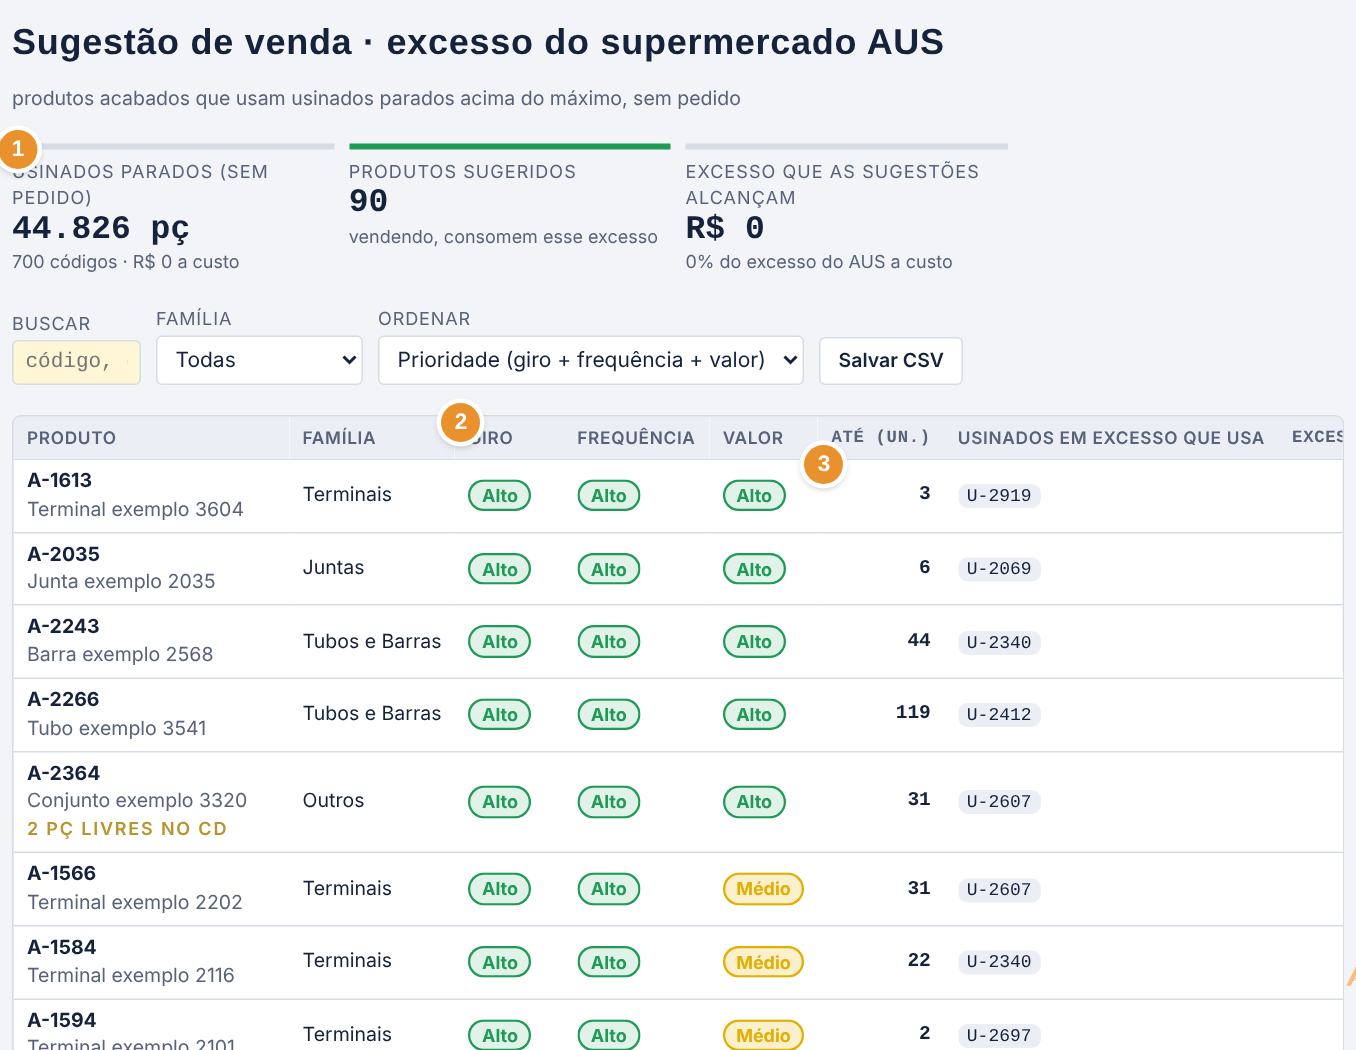 Sugestão de venda · excesso do supermercado AUS
produtos acabados que usam usinados parados acima do máximo, sem pedido
1
USINADOS PARADOS (SEM PEDIDO)
44.826 pç
700 códigos · R$ 0 a custo
PRODUTOS SUGERIDOS
90
vendendo, consomem esse excesso
EXCESSO QUE AS SUGESTÕES ALCANÇAM
R$ 0
0% do excesso do AUS a custo
BUSCAR
código,
FAMÍLIA
Todas
ORDENAR
Prioridade (giro + frequência + valor)
Salvar CSV
2
3
PRODUTO FAMÍLIA GIRO FREQUÊNCIA VALOR ATÉ (UN.) USINADOS EM EXCESSO QUE USA EXCES
A-1613
Terminal exemplo 3604
Terminais Alto Alto Alto 3 U-2919
A-2035
Junta exemplo 2035
Juntas Alto Alto Alto 6 U-2069
A-2243
Barra exemplo 2568
Tubos e Barras Alto Alto Alto 44 U-2340
A-2266
Tubo exemplo 3541
Tubos e Barras Alto Alto Alto 119 U-2412
A-2364
Conjunto exemplo 3320
2 PÇ LIVRES NO CD
Outros Alto Alto Alto 31 U-2607
A-1566
Terminal exemplo 2202
Terminais Alto Alto Médio 31 U-2607
A-1584
Terminal exemplo 2116
Terminais Alto Alto Médio 22 U-2340
A-1594
Terminal exemplo 2101
Terminais Alto Alto Médio 2 U-2697